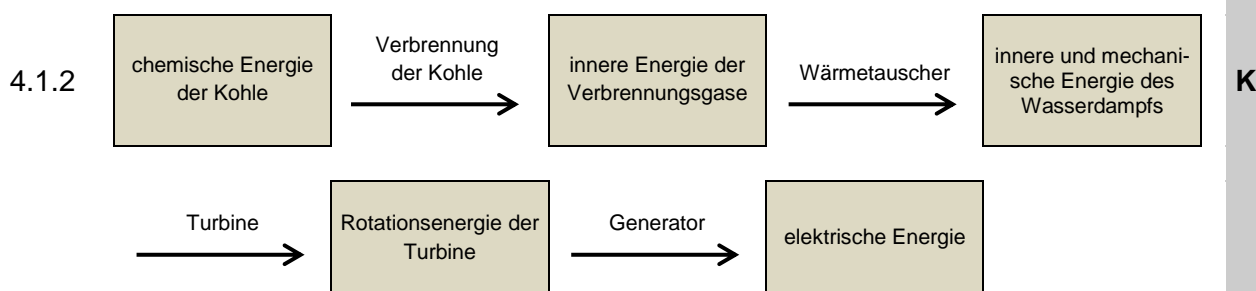 4.1.2
chemische Energie
der Kohle
Verbrennung
der Kohle
innere Energie der
Verbrennungsgase
Wärmetauscher
innere und mechani-
sche Energie des
Wasserdampfs
K
Turbine
Rotationsenergie der
Turbine
Generator
elektrische Energie